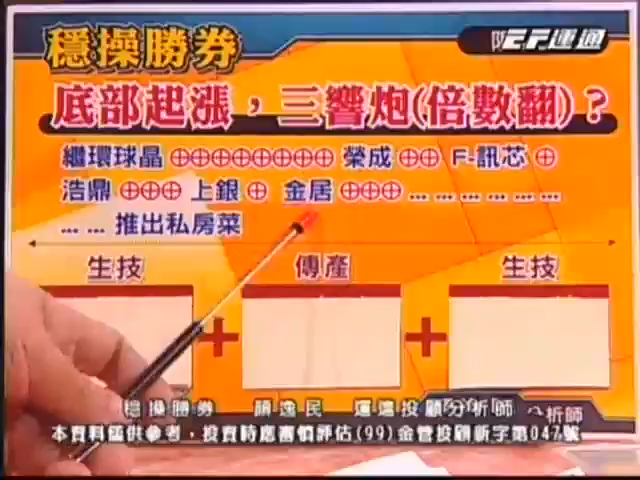 穩操勝券
EF運通
底部起漲，三響炮(倍數翻)？
繼環球晶 ⊕⊕⊕⊕⊕⊕⊕⊕ 榮成 ⊕⊕ F-訊芯 ⊕
浩鼎 ⊕⊕⊕ 上銀 ⊕ 金居 ⊕⊕⊕ ... ... ... ... ... ...
... ... 推出私房菜
生技 傳產 生技
＋ ＋
穩操勝券 顏逸民 運達投顧分析師
析師
本資料僅供參考，投資時應審慎評估(99)金管投顧新字第047號